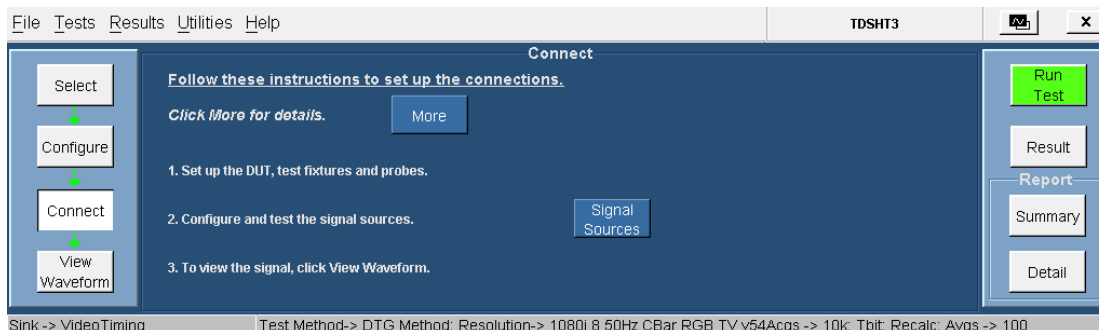 File Tests Results Utilities Help
TDSHT3
x
Connect
Select
Configure
Connect
View
Waveform
Follow these instructions to set up the connections.
Click More for details.
More
1. Set up the DUT, test fixtures and probes.
2. Configure and test the signal sources.
Signal
Sources
3. To view the signal, click View Waveform.
Run
Test
Result
Report
Summary
Detail
Sink -> VideoTiming
Test Method-> DTG Method: Resolution-> 1080i 8 50Hz CBar RGB TV v54Acqs -> 10k: Tbit: Recalc: Avgs -> 100